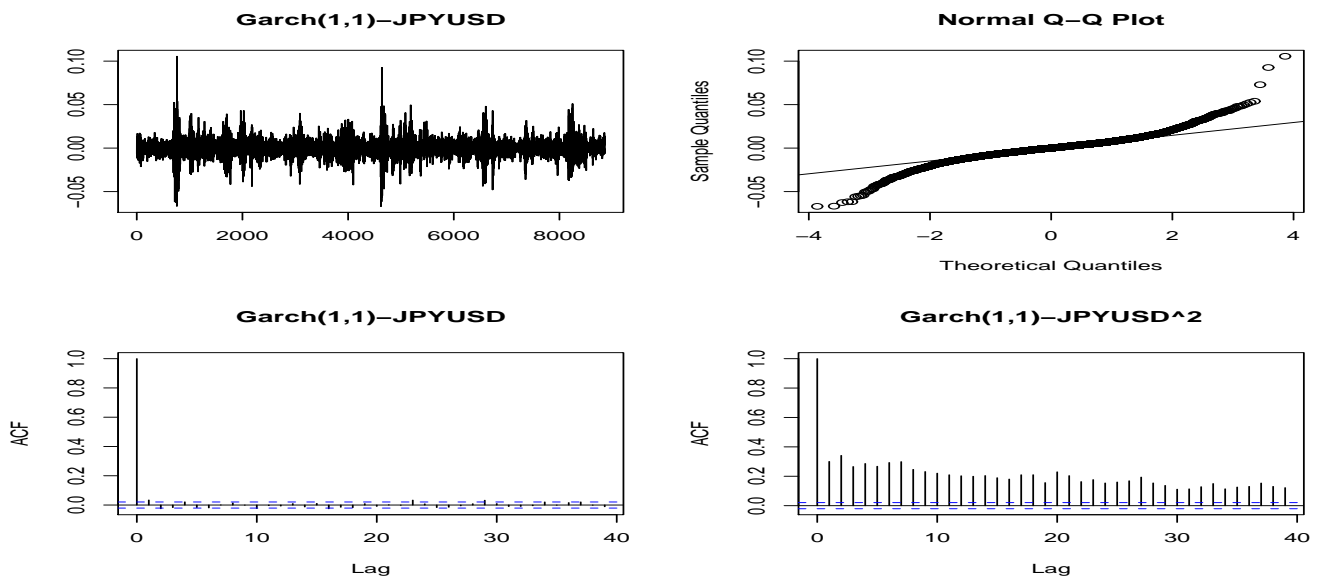 Garch(1,1)−JPYUSD
0.10
0.05
0.00
−0.05
0 2000 4000 6000 8000
Normal Q−Q Plot
Sample Quantiles
0.10
0.05
0.00
−0.05
−4 −2 0 2 4
Theoretical Quantiles
Garch(1,1)−JPYUSD
ACF
1.0
0.8
0.6
0.4
0.2
0.0
0 10 20 30 40
Lag
Garch(1,1)−JPYUSD^2
ACF
1.0
0.8
0.6
0.4
0.2
0.0
0 10 20 30 40
Lag